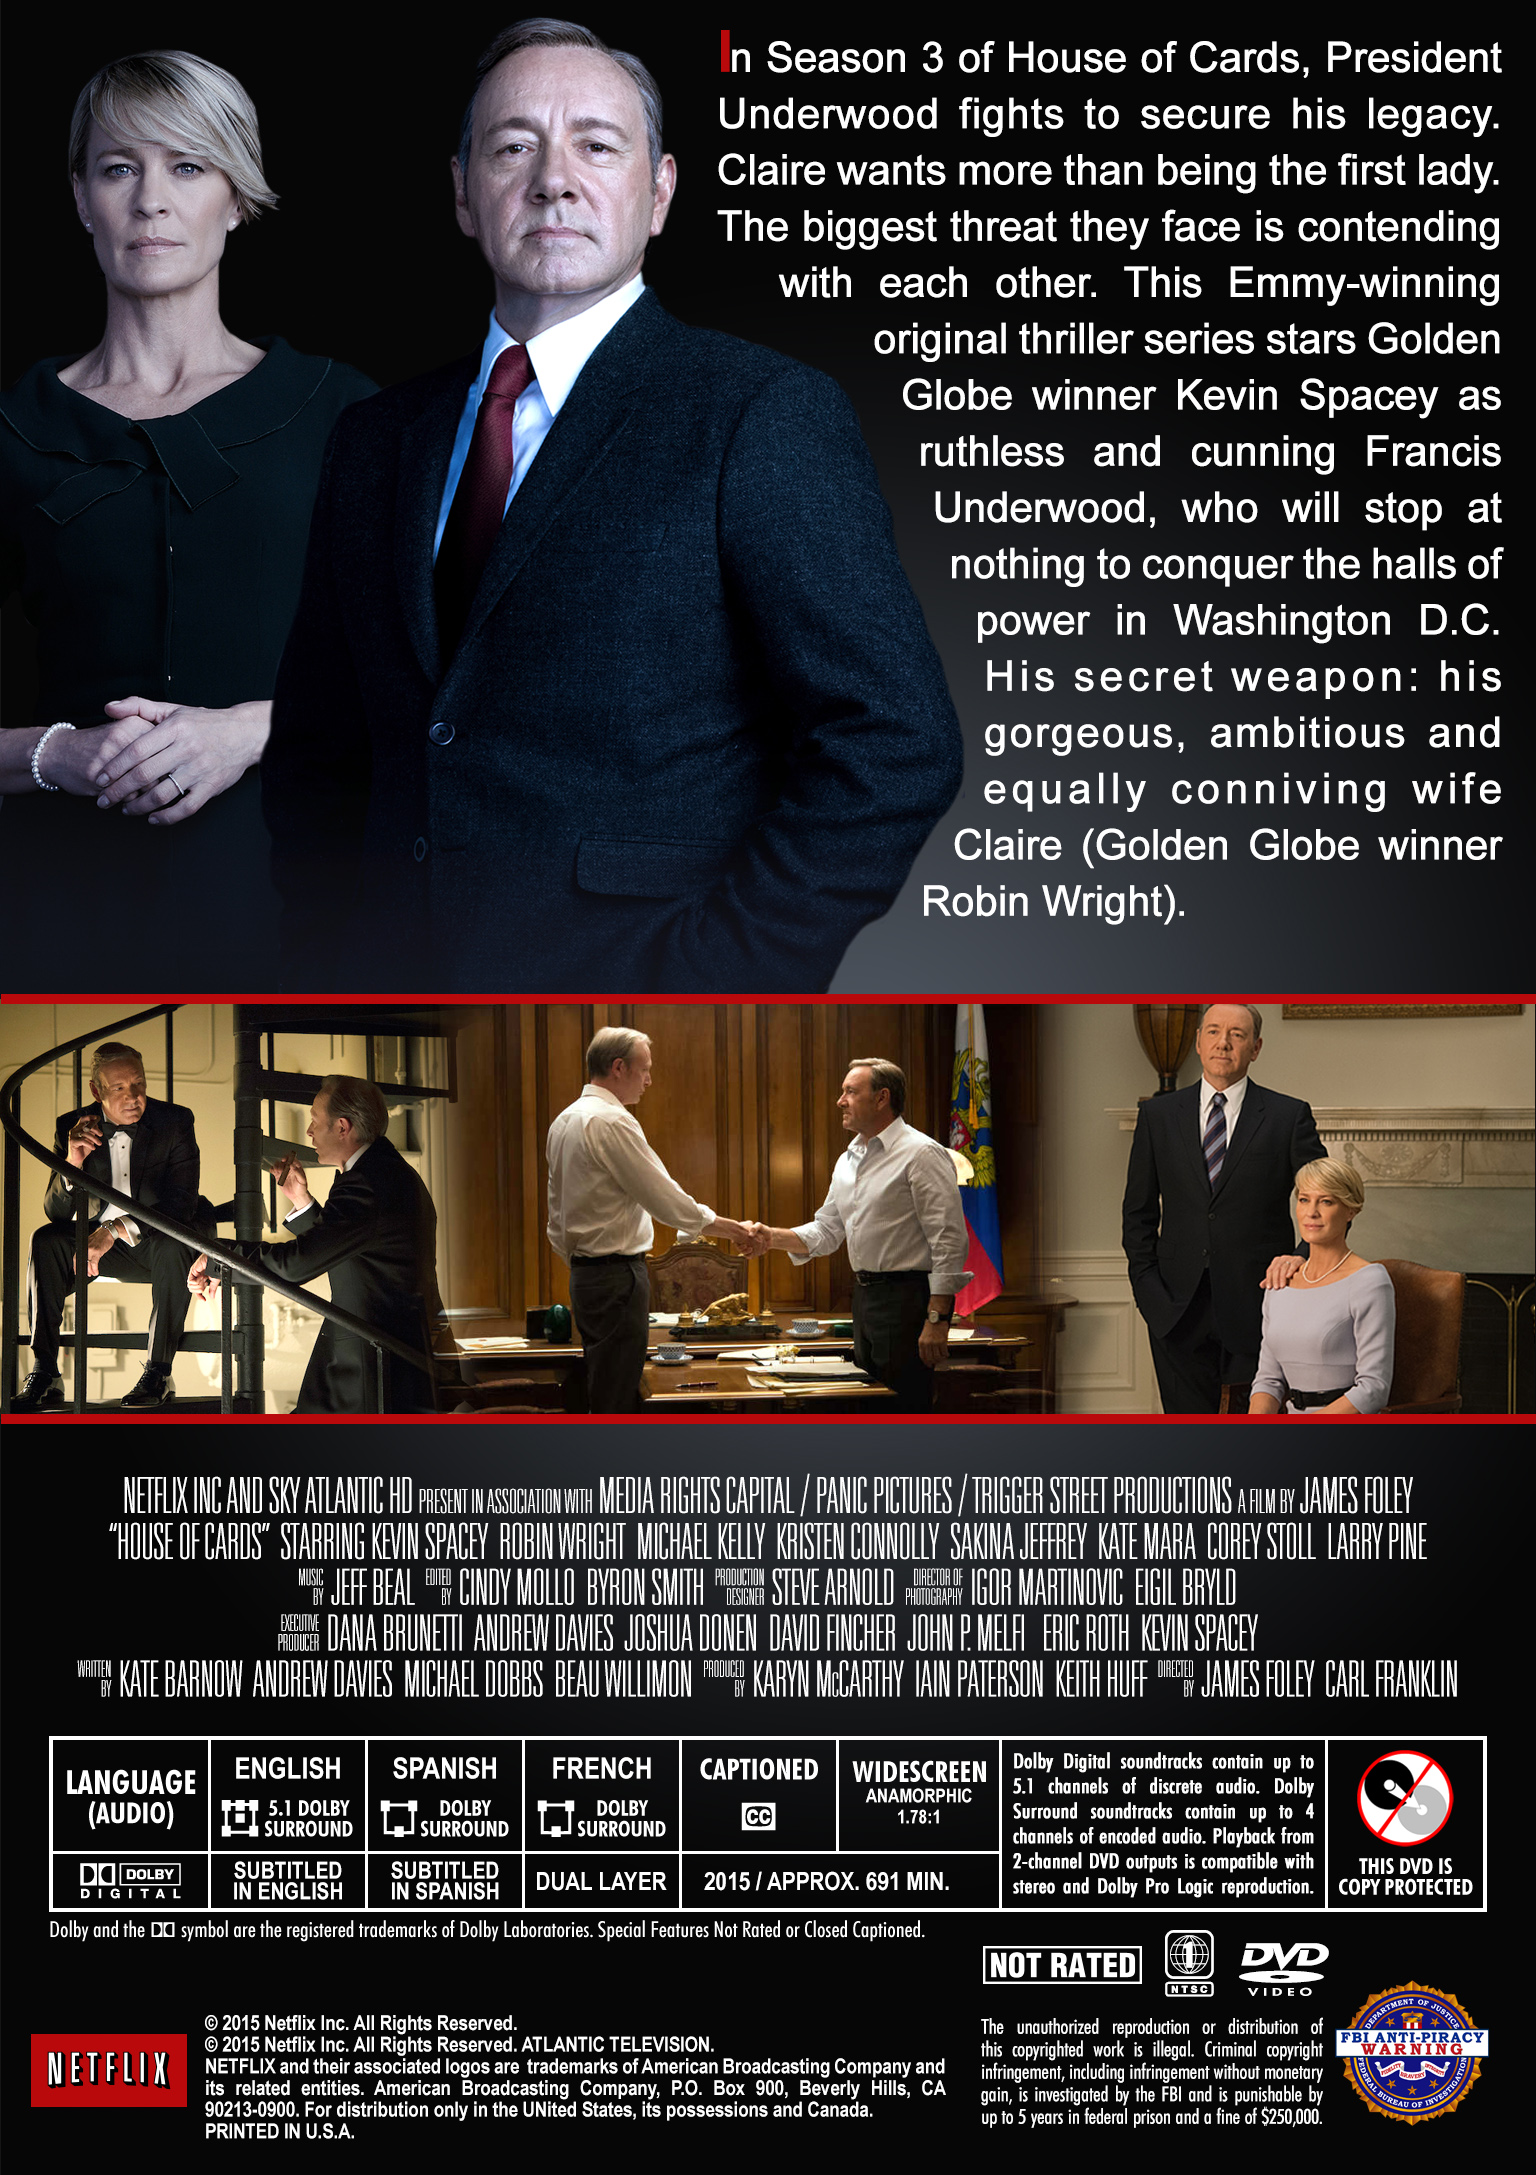 In Season 3 of House of Cards, President
Underwood fights to secure his legacy.
Claire wants more than being the first lady.
The biggest threat they face is contending
with each other. This Emmy-winning
original thriller series stars Golden
Globe winner Kevin Spacey as
ruthless and cunning Francis
Underwood, who will stop at
nothing to conquer the halls of
power in Washington D.C.
His secret weapon: his
gorgeous, ambitious and
equally conniving wife
Claire (Golden Globe winner
Robin Wright).
NETFLIX INC AND SKY ATLANTIC HD PRESENT IN ASSOCIATION WITH MEDIA RIGHTS CAPITAL / PANIC PICTURES / TRIGGER STREET PRODUCTIONS A FILM BY JAMES FOLEY
“HOUSE OF CARDS” STARRING KEVIN SPACEY ROBIN WRIGHT MICHAEL KELLY KRISTEN CONNOLLY SAKINA JEFFREY KATE MARA COREY STOLL LARRY PINE
MUSIC BY JEFF BEAL EDITED BY CINDY MOLLO BYRON SMITH PRODUCTION DESIGNER STEVE ARNOLD DIRECTOR OF PHOTOGRAPHY IGOR MARTINOVIC EIGIL BRYLD
EXECUTIVE PRODUCER DANA BRUNETTI ANDREW DAVIES JOSHUA DONEN DAVID FINCHER JOHN P. MELFI ERIC ROTH KEVIN SPACEY
WRITTEN BY KATE BARNOW ANDREW DAVIES MICHAEL DOBBS BEAU WILLIMON PRODUCED BY KARYN McCARTHY IAIN PATERSON KEITH HUFF DIRECTED BY JAMES FOLEY CARL FRANKLIN
LANGUAGE
(AUDIO)
DOLBY
DIGITAL
ENGLISH
5.1 DOLBY
SURROUND
SUBTITLED
IN ENGLISH
SPANISH
DOLBY
SURROUND
SUBTITLED
IN SPANISH
FRENCH
DOLBY
SURROUND
DUAL LAYER
CAPTIONED
CC
WIDESCREEN
ANAMORPHIC
1.78:1
2015 / APPROX. 691 MIN.
Dolby Digital soundtracks contain up to
5.1 channels of discrete audio. Dolby
Surround soundtracks contain up to 4
channels of encoded audio. Playback from
2-channel DVD outputs is compatible with
stereo and Dolby Pro Logic reproduction.
THIS DVD IS
COPY PROTECTED
Dolby and the symbol are the registered trademarks of Dolby Laboratories. Special Features Not Rated or Closed Captioned.
NOT RATED
1
NTSC
DVD
VIDEO
NETFLIX
© 2015 Netflix Inc. All Rights Reserved.
© 2015 Netflix Inc. All Rights Reserved. ATLANTIC TELEVISION.
NETFLIX and their associated logos are trademarks of American Broadcasting Company and
its related entities. American Broadcasting Company, P.O. Box 900, Beverly Hills, CA
90213-0900. For distribution only in the UNited States, its possessions and Canada.
PRINTED IN U.S.A.
The unauthorized reproduction or distribution of
this copyrighted work is illegal. Criminal copyright
infringement, including infringement without monetary
gain, is investigated by the FBI and is punishable by
up to 5 years in federal prison and a fine of $250,000.
DEPARTMENT OF JUSTICE
FBI ANTI-PIRACY
WARNING
FIDELITY BRAVERY INTEGRITY
FEDERAL BUREAU OF INVESTIGATION